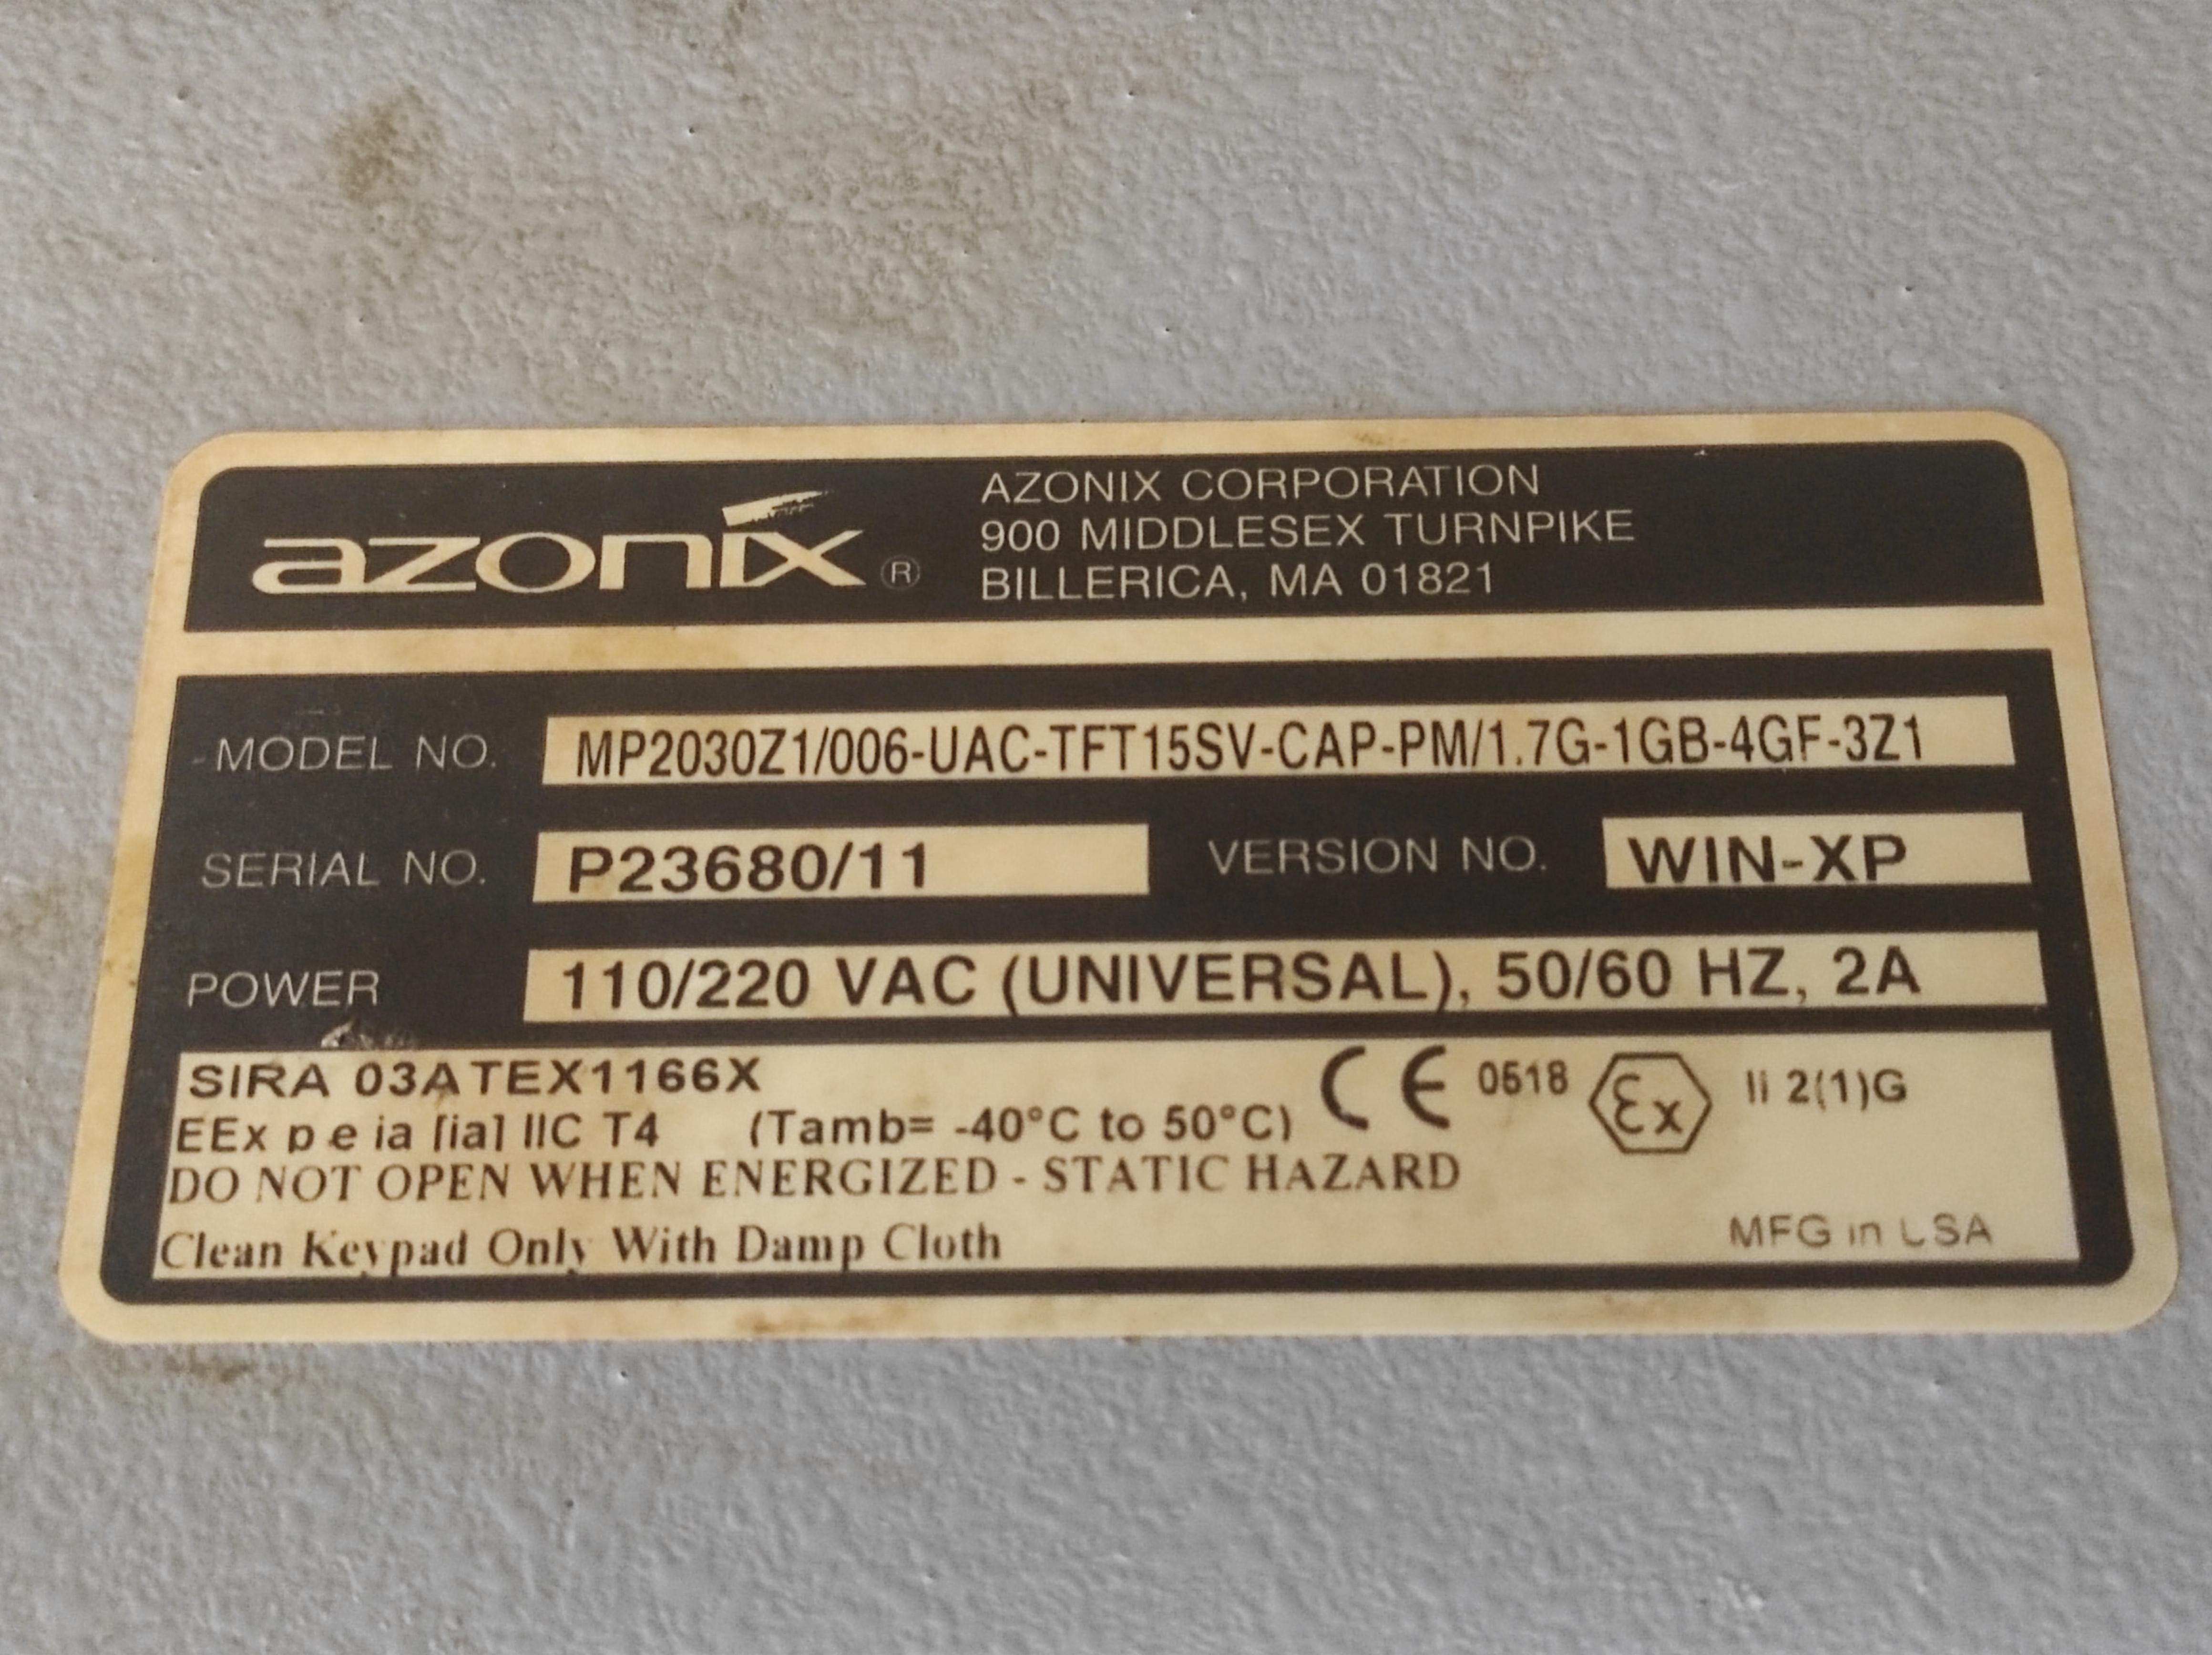 azonix ® AZONIX CORPORATION
900 MIDDLESEX TURNPIKE
BILLERICA, MA 01821
MODEL NO. MP2030Z1/006-UAC-TFT15SV-CAP-PM/1.7G-1GB-4GF-3Z1
SERIAL NO. P23680/11 VERSION NO. WIN-XP
POWER 110/220 VAC (UNIVERSAL), 50/60 HZ, 2A
SIRA 03ATEX1166X CE 0518 Ex II 2(1)G
EEx p e ia [ia] IIC T4 (Tamb= -40°C to 50°C)
DO NOT OPEN WHEN ENERGIZED - STATIC HAZARD
Clean Keypad Only With Damp Cloth
MFG in USA